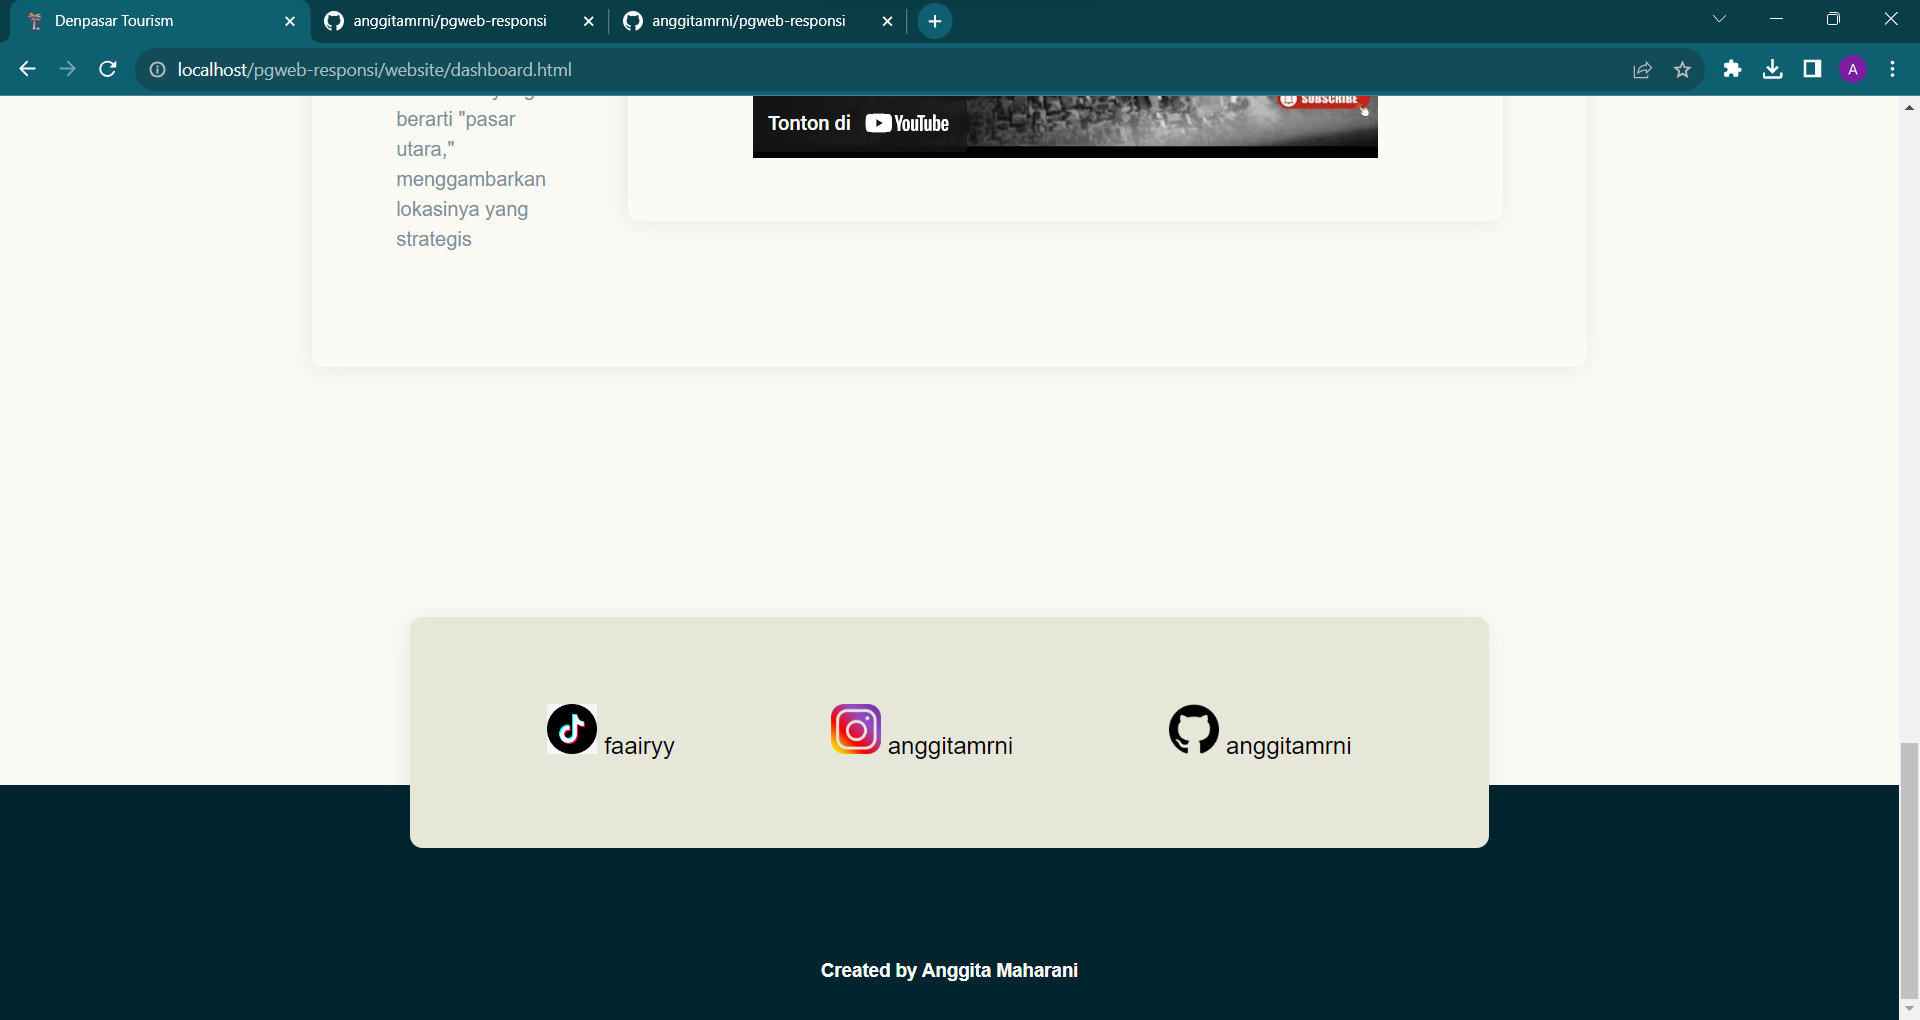 Denpasar Tourism
anggitamrni/pgweb-responsi
anggitamrni/pgweb-responsi
localhost/pgweb-responsi/website/dashboard.html
A
berarti "pasar
utara,"
menggambarkan
lokasinya yang
strategis
SUBSCRIBE
Tonton di YouTube
faairyy
anggitamrni
anggitamrni
Created by Anggita Maharani